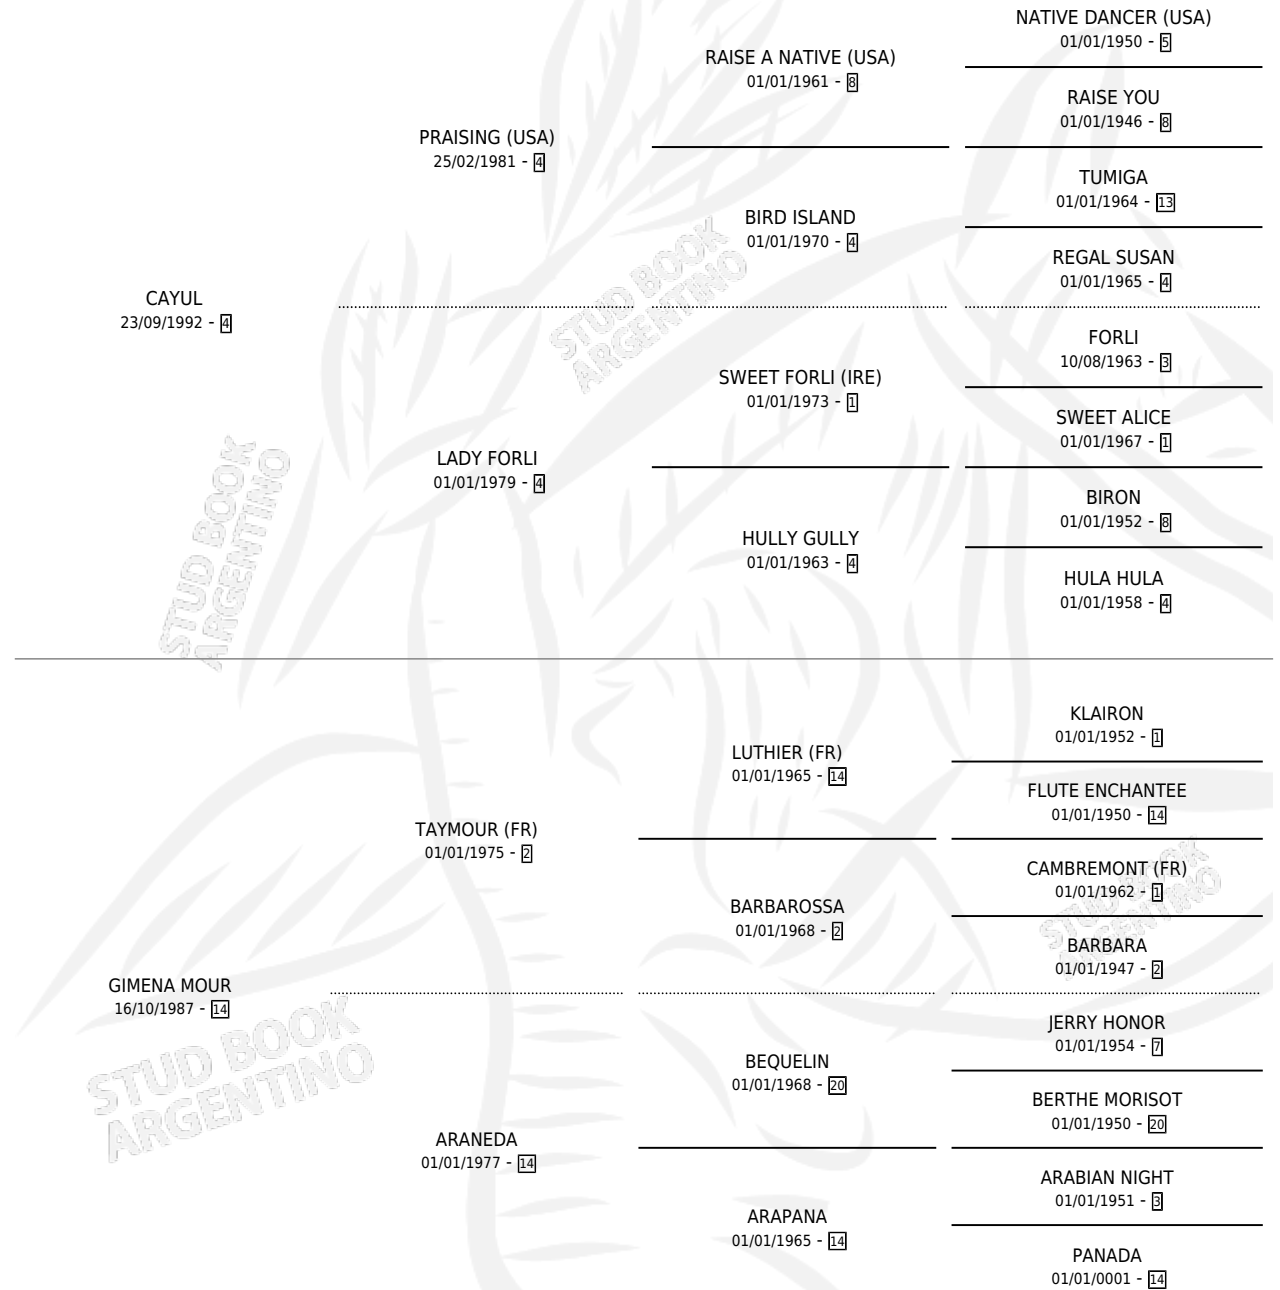 NATIVE DANCER (USA)
01/01/1950 - 5
RAISE A NATIVE (USA)
01/01/1961 - 8
RAISE YOU
01/01/1946 - 8
PRAISING (USA)
25/02/1981 - 4
TUMIGA
01/01/1964 - 13
BIRD ISLAND
01/01/1970 - 4
REGAL SUSAN
01/01/1965 - 4
CAYUL
23/09/1992 - 4
FORLI
10/08/1963 - 3
SWEET FORLI (IRE)
01/01/1973 - 1
SWEET ALICE
01/01/1967 - 1
LADY FORLI
01/01/1979 - 4
BIRON
01/01/1952 - 8
HULLY GULLY
01/01/1963 - 4
HULA HULA
01/01/1958 - 4
KLAIRON
01/01/1952 - 1
LUTHIER (FR)
01/01/1965 - 14
FLUTE ENCHANTEE
01/01/1950 - 14
TAYMOUR (FR)
01/01/1975 - 2
CAMBREMONT (FR)
01/01/1962 - 1
BARBAROSSA
01/01/1968 - 2
BARBARA
01/01/1947 - 2
GIMENA MOUR
16/10/1987 - 14
JERRY HONOR
01/01/1954 - 7
BEQUELIN
01/01/1968 - 20
BERTHE MORISOT
01/01/1950 - 20
ARANEDA
01/01/1977 - 14
ARABIAN NIGHT
01/01/1951 - 3
ARAPANA
01/01/1965 - 14
PANADA
01/01/0001 - 14
STUD BOOK
ARGENTINO
STUD BOOK
ARGENTINO
STUD BOOK
ARGENTINO
STUD BOOK
ARGENTINO